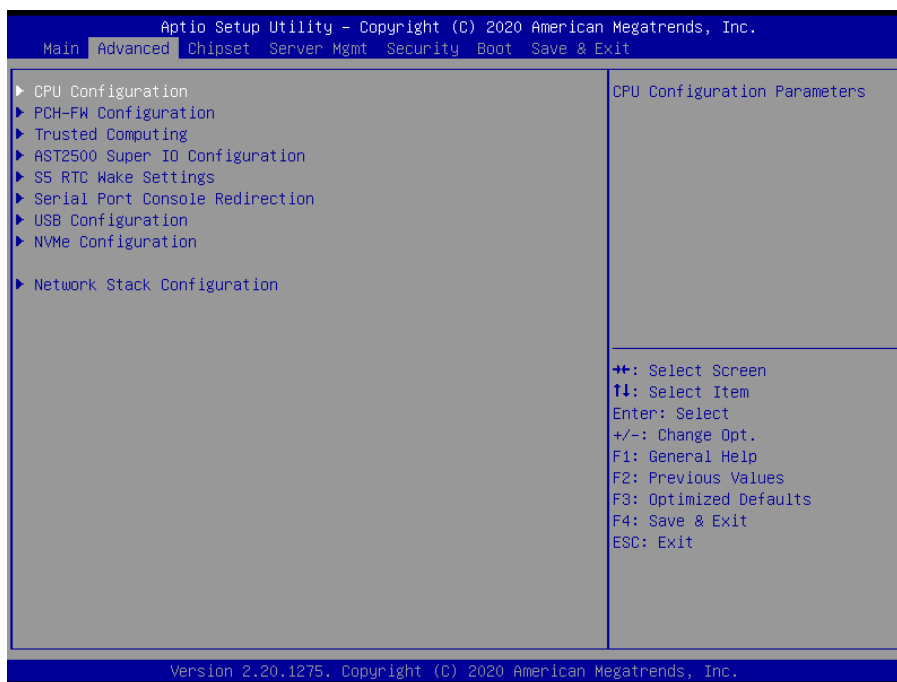 Aptio Setup Utility – Copyright (C) 2020 American Megatrends, Inc.
Main Advanced Chipset Server Mgmt Security Boot Save & Exit
CPU Configuration
PCH-FW Configuration
Trusted Computing
AST2500 Super IO Configuration
S5 RTC Wake Settings
Serial Port Console Redirection
USB Configuration
NVMe Configuration
Network Stack Configuration
CPU Configuration Parameters
→←: Select Screen
↑↓: Select Item
Enter: Select
+/-: Change Opt.
F1: General Help
F2: Previous Values
F3: Optimized Defaults
F4: Save & Exit
ESC: Exit
Version 2.20.1275. Copyright (C) 2020 American Megatrends, Inc.